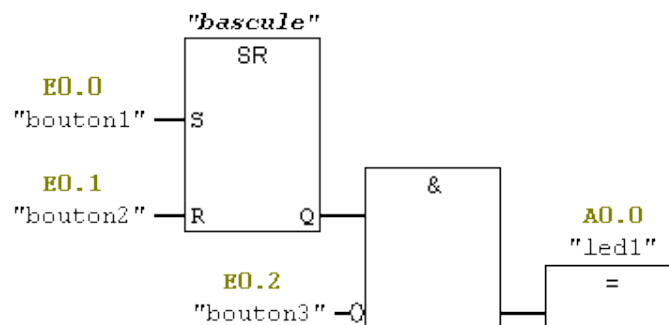 "bascule"
SR
E0.0
"bouton1"
S
E0.1
"bouton2"
R
Q
&
E0.2
"bouton3"
A0.0
"led1"
=